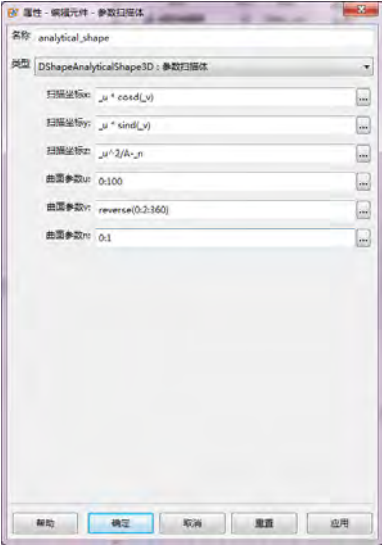 属性 - 编辑元件 - 参数扫描体
名称 analytical_shape
类型 DShapeAnalyticalShape3D : 参数扫描体
扫描坐标x: _u * cosd(_v) ...
扫描坐标y: _u * sind(_v) ...
扫描坐标z: _u^2/A-_n ...
曲面参数u: 0:100 ...
曲面参数v: reverse(0:2:360) ...
曲面参数n: 0:1 ...
帮助 确定 取消 重置 应用